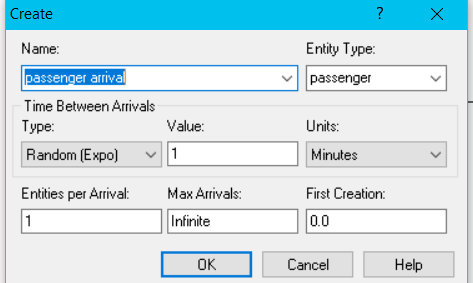 Create ?
Name: Entity Type:
passenger arrival passenger
Time Between Arrivals
Type: Value: Units:
Random (Expo) 1 Minutes
Entities per Arrival: Max Arrivals: First Creation:
1 Infinite 0.0
OK Cancel Help